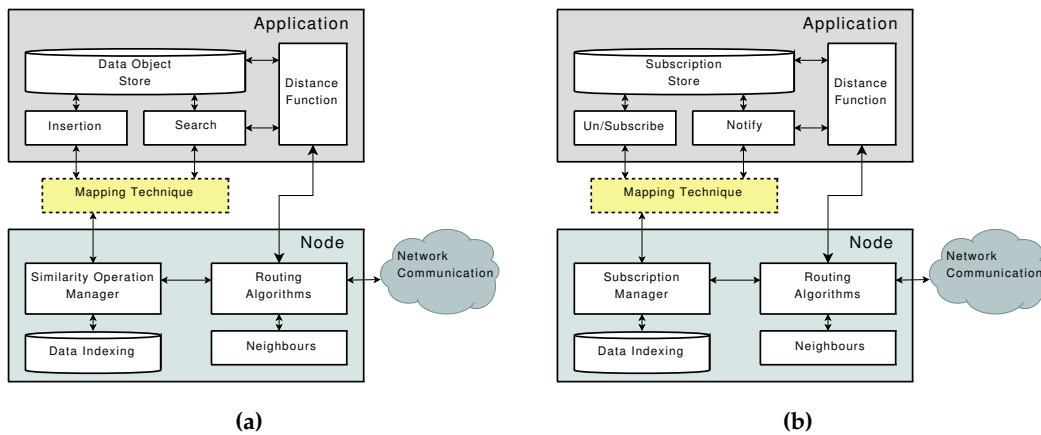 Application
Data Object
Store
Distance
Function
Insertion
Search
Mapping Technique
Node
Similarity Operation
Manager
Routing
Algorithms
Network
Communication
Data Indexing
Neighbours
(a)
Application
Subscription
Store
Distance
Function
Un/Subscribe
Notify
Mapping Technique
Node
Subscription
Manager
Routing
Algorithms
Network
Communication
Data Indexing
Neighbours
(b)